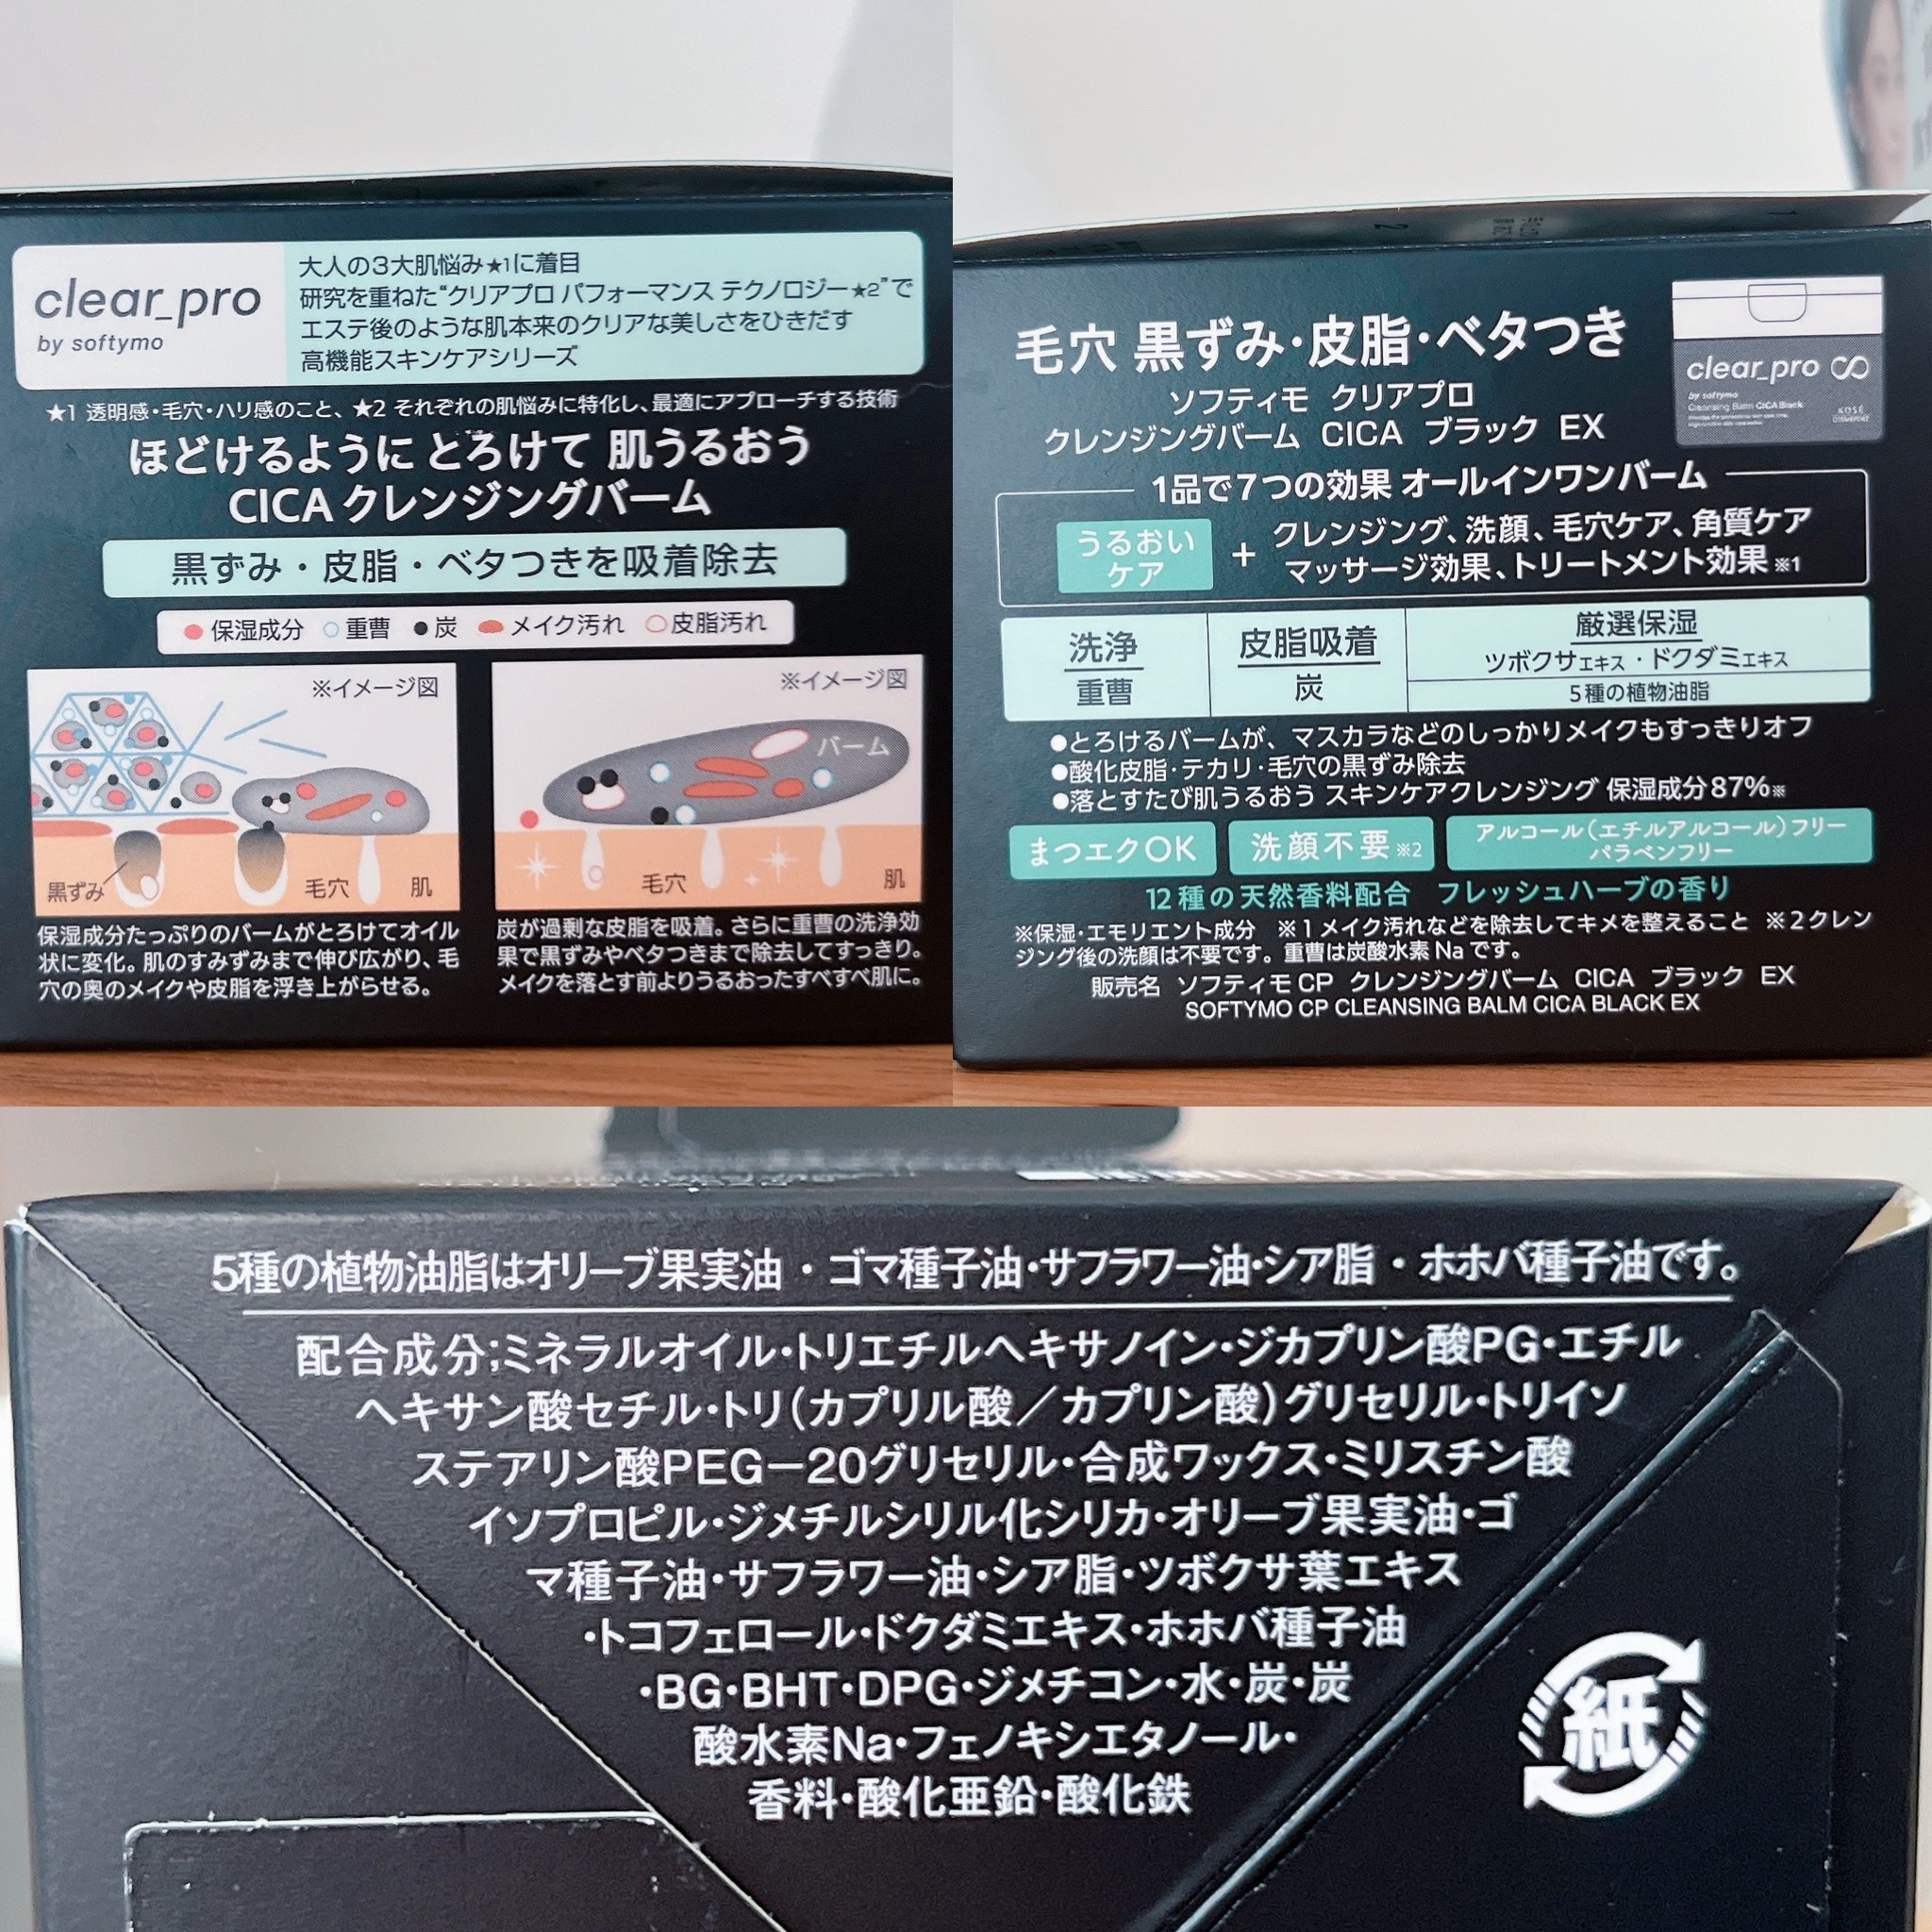 clear_pro
by softymo
大人の3大肌悩み★1に着目
研究を重ねた“クリアプロ パフォーマンス テクノロジー★2”で
エステ後のような肌本来のクリアな美しさをひきだす
高機能スキンケアシリーズ
★1 透明感・毛穴・ハリ感のこと、★2 それぞれの肌悩みに特化し、最適にアプローチする技術
ほどけるように とろけて 肌うるおう
CICAクレンジングバーム
黒ずみ・皮脂・ベタつきを吸着除去
保湿成分 重曹 炭 メイク汚れ 皮脂汚れ
※イメージ図
黒ずみ 毛穴 肌
保湿成分たっぷりのバームがとろけてオイル
状に変化。肌のすみずみまで伸び広がり、毛
穴の奥のメイクや皮脂を浮き上がらせる。
※イメージ図
バーム
毛穴 肌
炭が過剰な皮脂を吸着。さらに重曹の洗浄効
果で黒ずみやベタつきまで除去してすっきり。
メイクを落とす前よりうるおったすべすべ肌に。
毛穴 黒ずみ・皮脂・ベタつき
ソフティモ クリアプロ
クレンジングバーム CICA ブラック EX
clear_pro
by softymo
Cleansing Balm CICA Black
KOSÉ
COSMEPORT
1品で7つの効果 オールインワンバーム
うるおい
ケア
+
クレンジング、洗顔、毛穴ケア、角質ケア
マッサージ効果、トリートメント効果※1
洗浄
重曹
皮脂吸着
炭
厳選保湿
ツボクサエキス・ドクダミエキス
5種の植物油脂
●とろけるバームが、マスカラなどのしっかりメイクもすっきりオフ
●酸化皮脂・テカリ・毛穴の黒ずみ除去
●落とすたび肌うるおう スキンケアクレンジング 保湿成分87%※
まつエクOK
洗顔不要※2
アルコール(エチルアルコール)フリー
パラベンフリー
12種の天然香料配合 フレッシュハーブの香り
※保湿・エモリエント成分 ※1メイク汚れなどを除去してキメを整えること ※2クレン
ジング後の洗顔は不要です。重曹は炭酸水素Naです。
販売名 ソフティモCP クレンジングバーム CICA ブラック EX
SOFTYMO CP CLEANSING BALM CICA BLACK EX
5種の植物油脂はオリーブ果実油・ゴマ種子油・サフラワー油・シア脂・ホホバ種子油です。
配合成分;ミネラルオイル・トリエチルヘキサノイン・ジカプリン酸PG・エチル
ヘキサン酸セチル・トリ(カプリル酸／カプリン酸)グリセリル・トリイソ
ステアリン酸PEG－20グリセリル・合成ワックス・ミリスチン酸
イソプロピル・ジメチルシリル化シリカ・オリーブ果実油・ゴ
マ種子油・サフラワー油・シア脂・ツボクサ葉エキス
・トコフェロール・ドクダミエキス・ホホバ種子油
・BG・BHT・DPG・ジメチコン・水・炭・炭
酸水素Na・フェノキシエタノール・
香料・酸化亜鉛・酸化鉄
紙